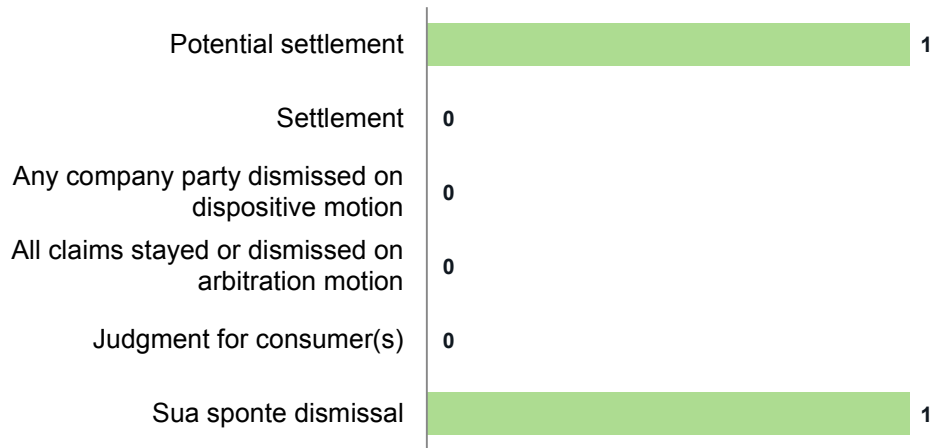 Potential settlement 1
Settlement 0
Any company party dismissed on
dispositive motion 0
All claims stayed or dismissed on
arbitration motion 0
Judgment for consumer(s) 0
Sua sponte dismissal 1